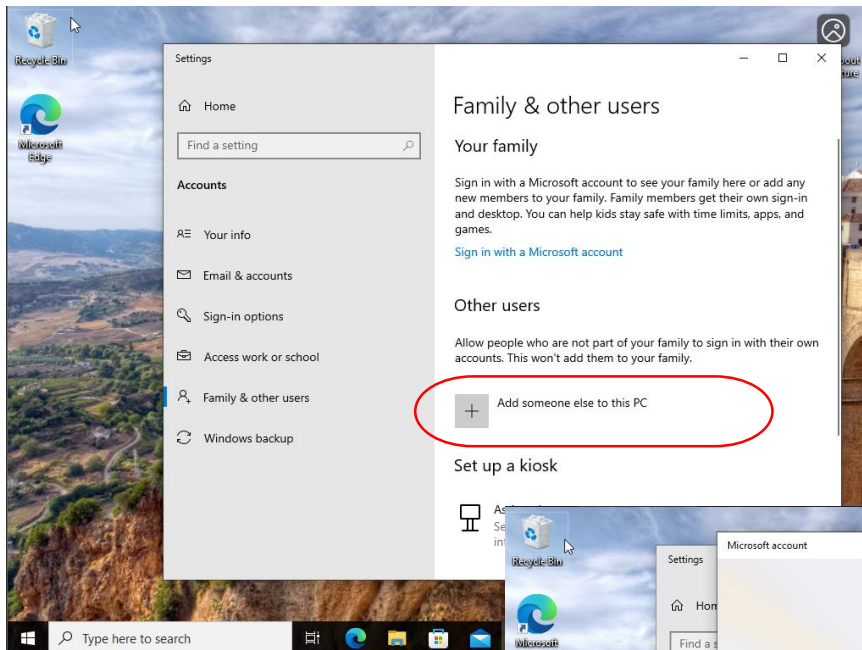 Recycle Bin
Microsoft
Edge
Settings
Home
Find a setting
Accounts
Your info
Email & accounts
Sign-in options
Access work or school
Family & other users
Windows backup
Family & other users
Your family
Sign in with a Microsoft account to see your family here or add any
new members to your family. Family members get their own sign-in
and desktop. You can help kids stay safe with time limits, apps, and
games.
Sign in with a Microsoft account
Other users
Allow people who are not part of your family to sign in with their own
accounts. This won't add them to your family.
Add someone else to this PC
Set up a kiosk
Type here to search
Recycle Bin
Microsoft
Settings
Microsoft account
Find a s